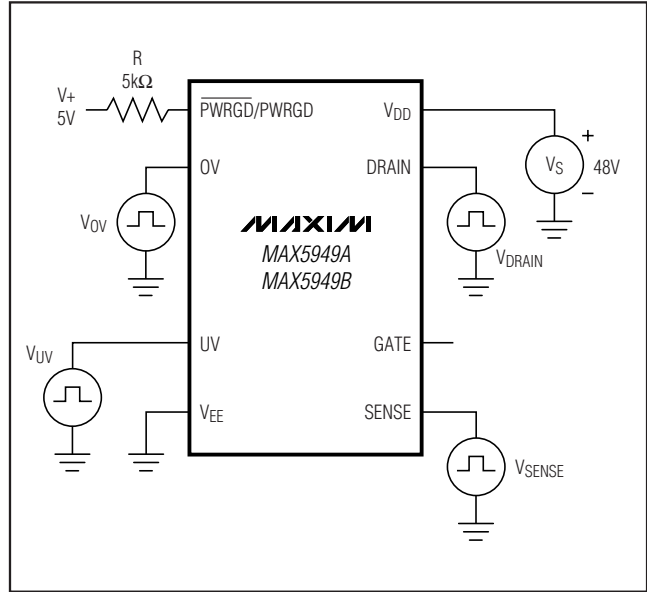 R
5kΩ
V+
5V
PWRGD/PWRGD
VDD
OV
DRAIN
+
VS
48V
–
VOV
MAXIM
MAX5949A
MAX5949B
VDRAIN
VUV
UV
GATE
VEE
SENSE
VSENSE